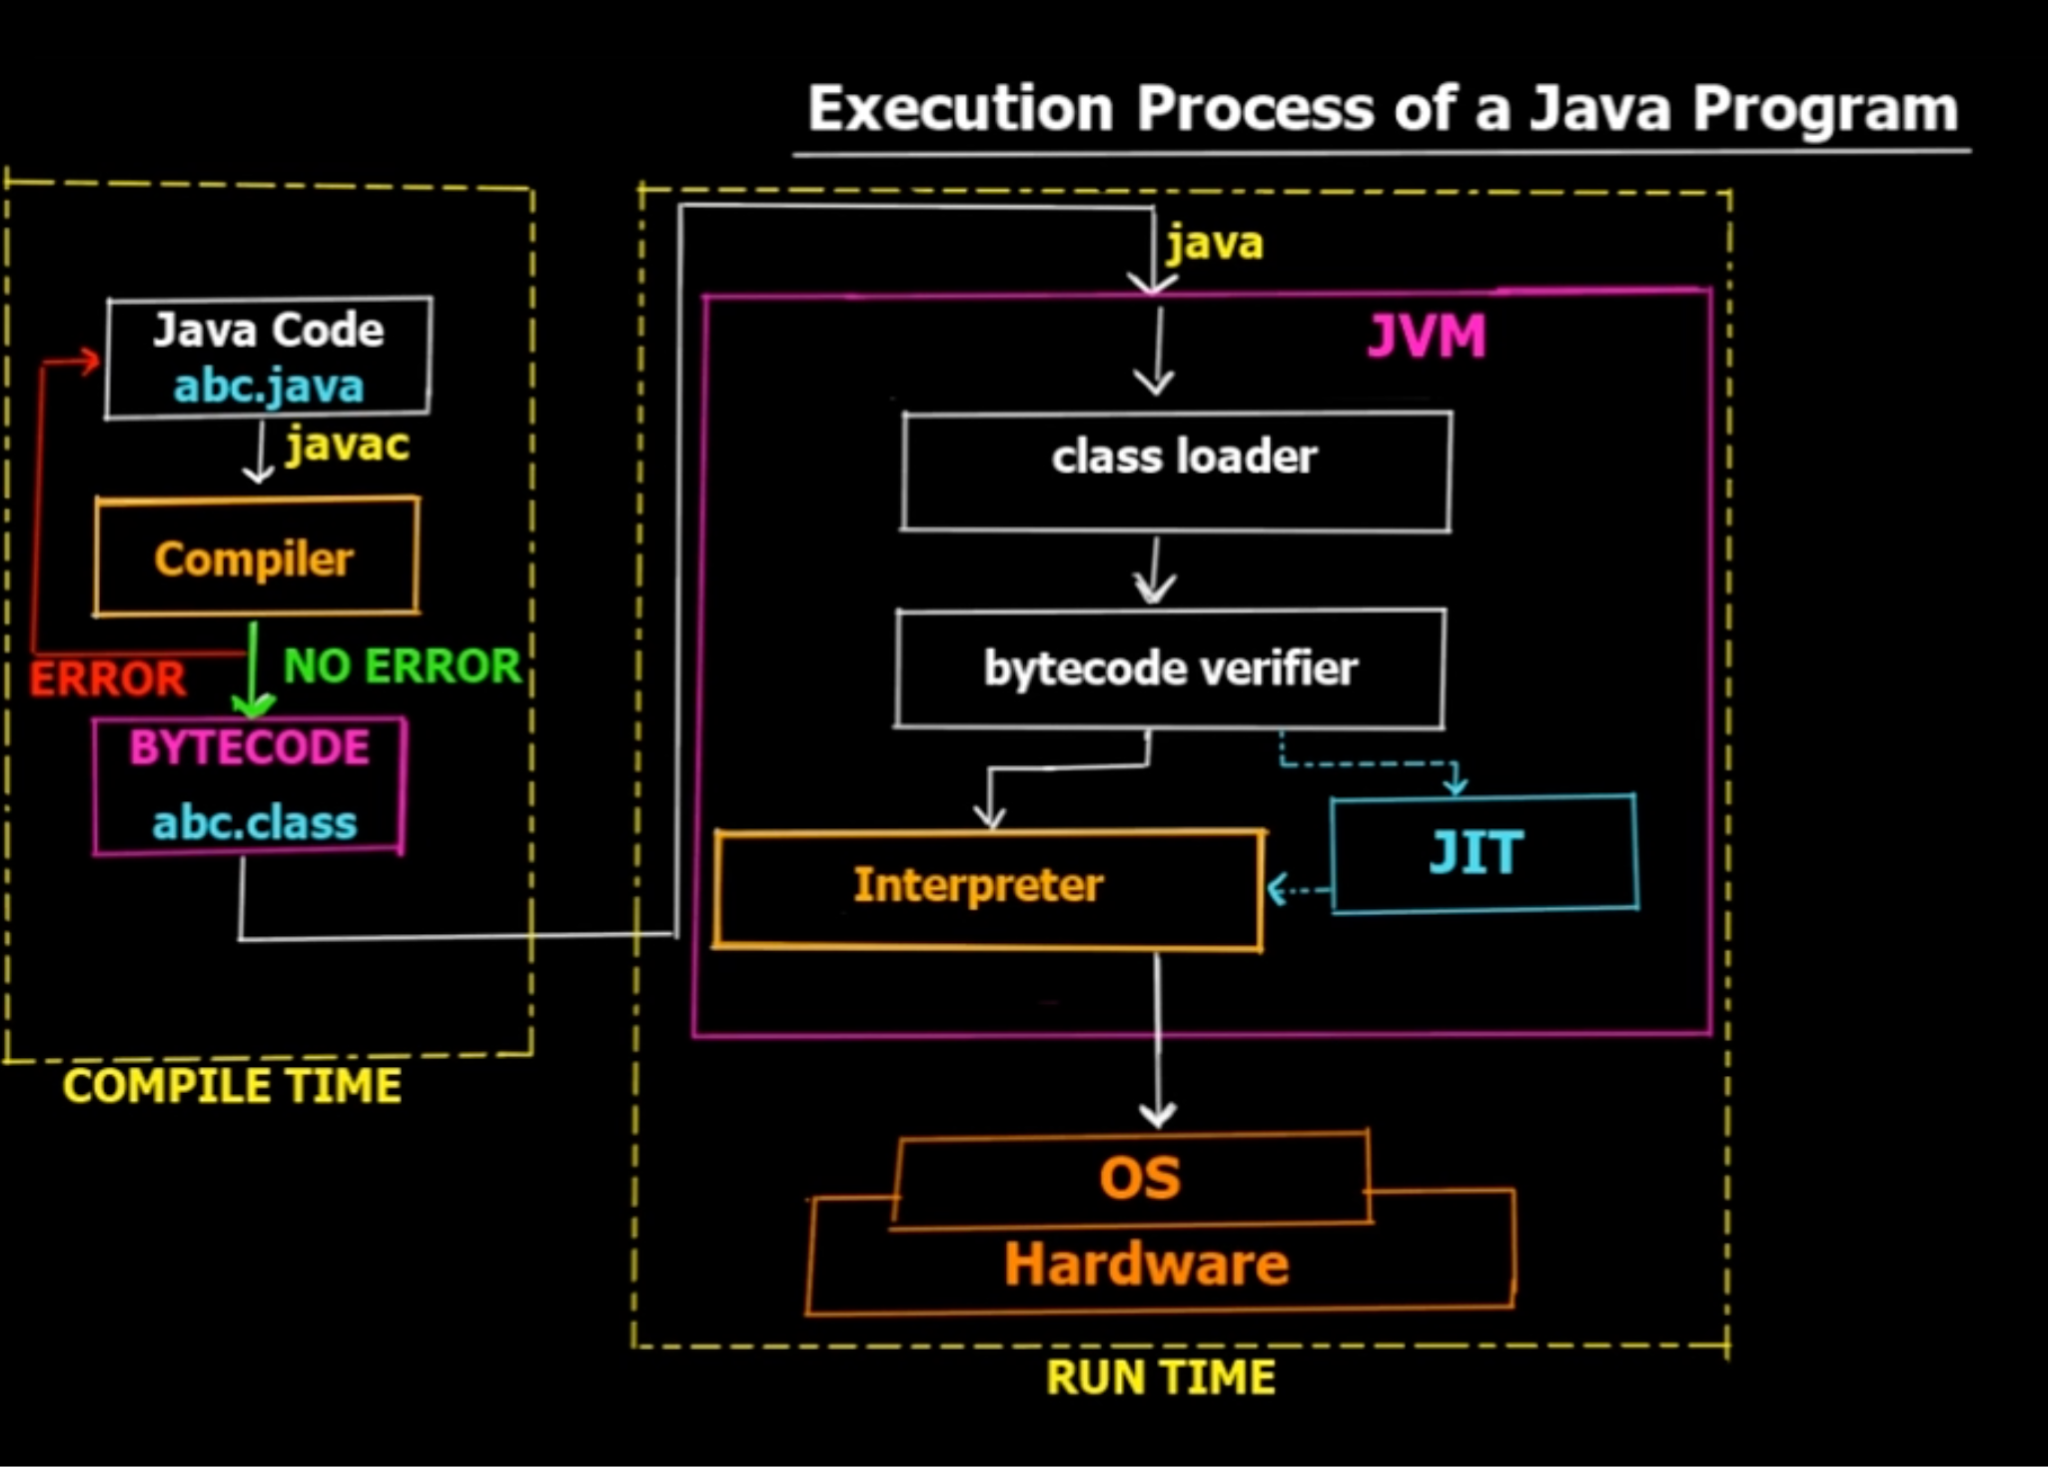 Execution Process of a Java Program
Java Code
abc.java
javac
Compiler
ERROR
NO ERROR
BYTECODE
abc.class
COMPILE TIME
java
JVM
class loader
bytecode verifier
Interpreter
JIT
OS
Hardware
RUN TIME